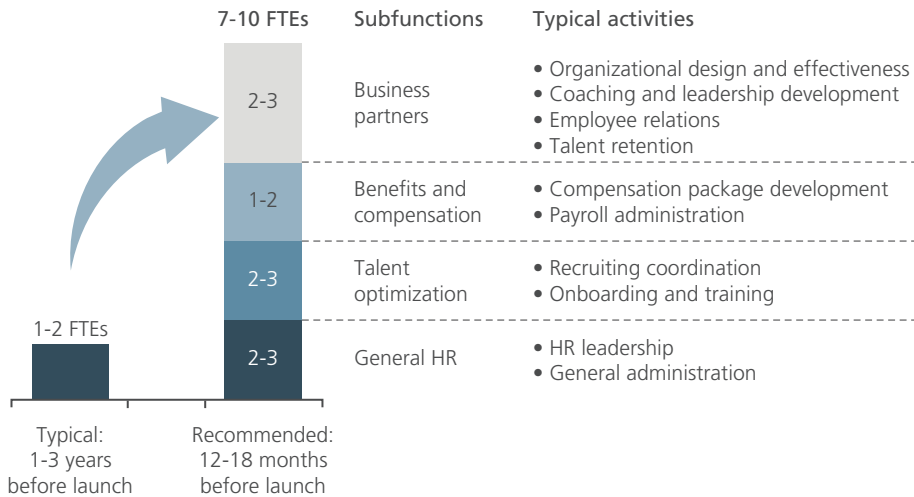 7-10 FTEs
Subfunctions
Typical activities
2-3
Business
partners
• Organizational design and effectiveness
• Coaching and leadership development
• Employee relations
• Talent retention
1-2
Benefits and
compensation
• Compensation package development
• Payroll administration
2-3
Talent
optimization
• Recruiting coordination
• Onboarding and training
1-2 FTEs
2-3
General HR
• HR leadership
• General administration
Typical:
1-3 years
before launch
Recommended:
12-18 months
before launch